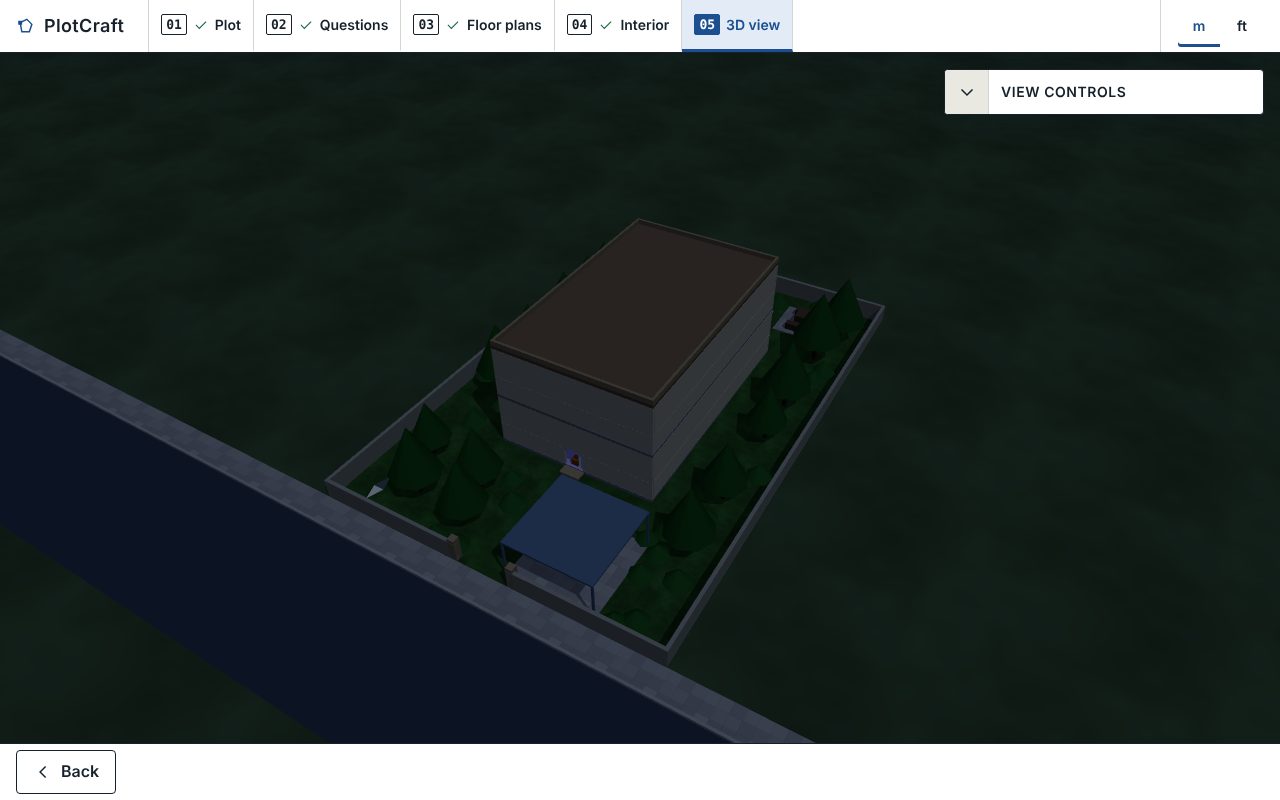 PlotCraft
01 Plot
02 Questions
03 Floor plans
04 Interior
05 3D view
m
ft
VIEW CONTROLS
Back